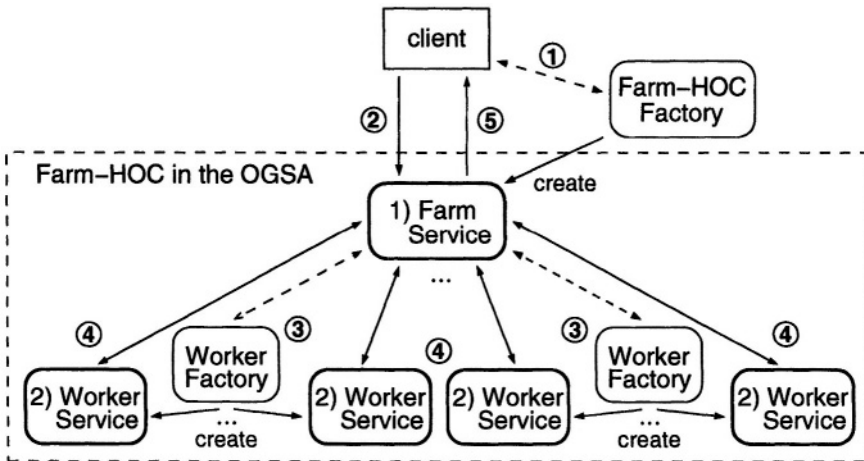 client
①
Farm–HOC
Factory
②
⑤
Farm–HOC in the OGSA
create
1) Farm
Service
...
④
③
④
③
④
Worker
Factory
Worker
Factory
2) Worker
Service
2) Worker
Service
2) Worker
Service
2) Worker
Service
...
create
...
create